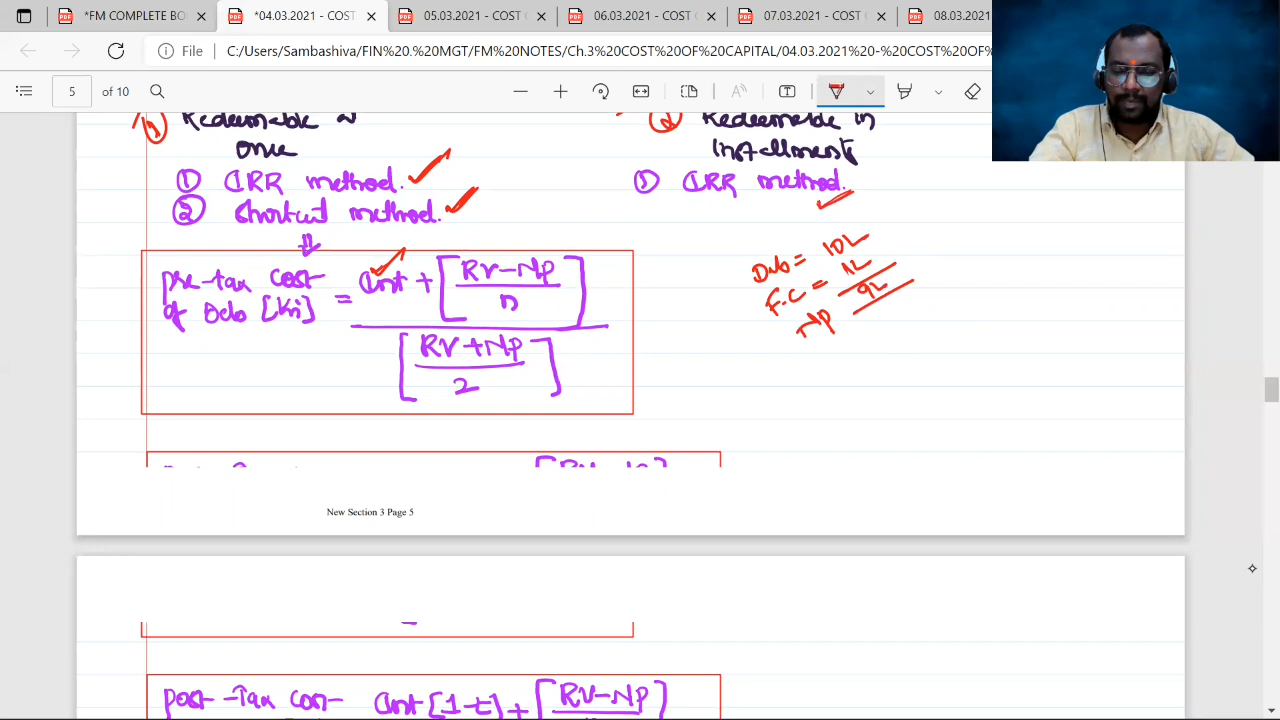 *FM COMPLETE BO
*04.03.2021 - COST C
05.03.2021 - COST C
06.03.2021 - COST C
07.03.2021 - COST C
08.03.2021
File C:/Users/Sambashiva/FIN%20.%20MGT/FM%20NOTES/Ch.3%20COST%20OF%20CAPITAL/04.03.2021%20-%20COST%20OF%
5 of 10
① Redeemable at
once
① IRR method.
② Shortcut method.
② Redeemable in
installments
① IRR method.
Deb = 10L
F.C = 1L
NP 9L
pre-tax cost
of Debs [Ki] = Int + [RV-NP
n]
[RV+NP
2]
New Section 3 Page 5
post-Tax cost Int[1-t] + [RV-NP